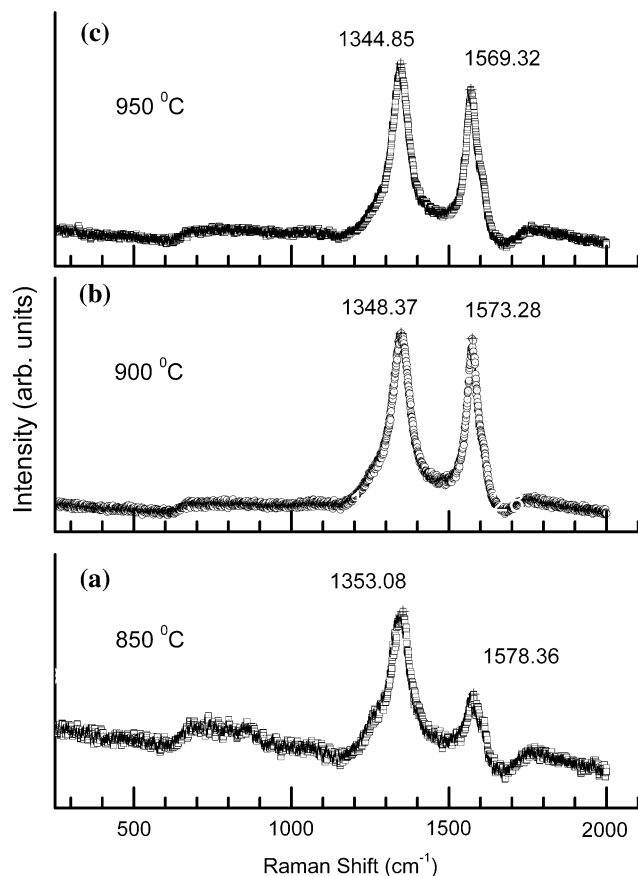 (c)
1344.85
1569.32
950 ⁰C
(b)
1348.37
1573.28
900 ⁰C
Intensity (arb. units)
(a)
1353.08
1578.36
850 ⁰C
500 1000 1500 2000
Raman Shift (cm⁻¹)